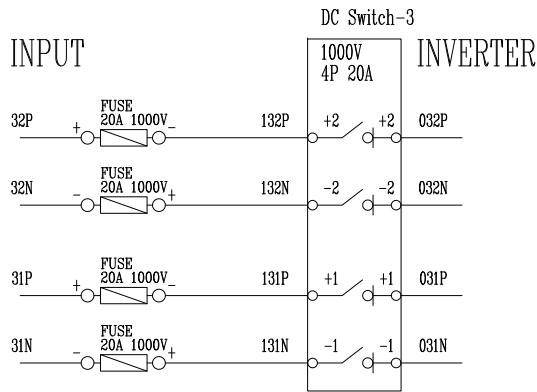 DC Switch-3
INPUT
1000V
4P 20A
INVERTER
FUSE
32P + 20A 1000V - 132P +2 +2 032P
FUSE
32N - 20A 1000V + 132N -2 -2 032N
FUSE
31P + 20A 1000V - 131P +1 +1 031P
FUSE
31N - 20A 1000V + 131N -1 -1 031N